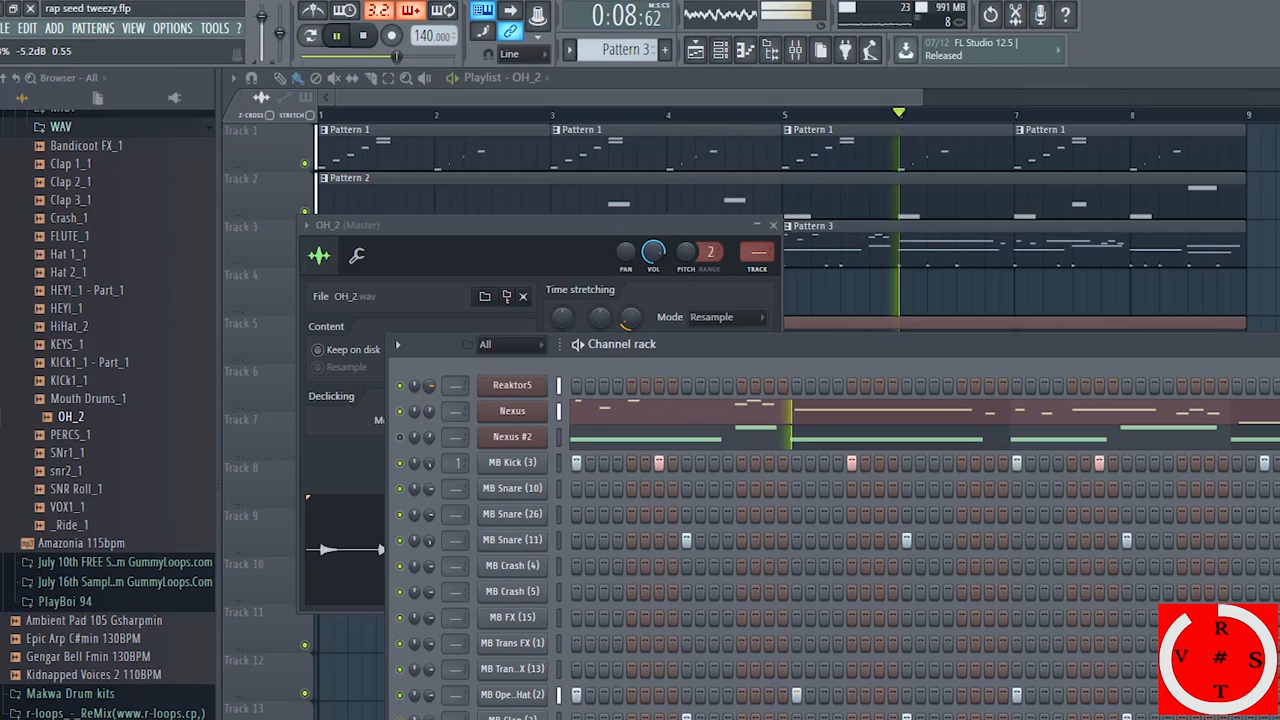 rap seed tweezy.flp
3.2
0:08:62
M:S:CS
23
991 MB
8
LE EDIT ADD PATTERNS VIEW OPTIONS TOOLS ?
140.000
-5.2dB 0.55
Line
Pattern 3
07/12 FL Studio 12.5 |
Released
Browser - All
Playlist - OH_2
Z-CROSS STRETCH
1 2 3 4 5 6 7 8 9
WAV
Bandicoot FX_1
Clap 1_1
Clap 2_1
Clap 3_1
Crash_1
FLUTE_1
Hat 1_1
Hat 2_1
HEYI_1 - Part_1
HEYI_1
HiHat_2
KEYS_1
KICk1_1 - Part_1
KICk1_1
Mouth Drums_1
OH_2
PERCS_1
SNr1_1
snr2_1
SNR Roll_1
VOX1_1
_Ride_1
Amazonia 115bpm
July 10th FREE S..m GummyLoops.com
July 16th Sampl..m GummyLoops.Com
PlayBoi 94
Ambient Pad 105 Gsharpmin
Epic Arp C#min 130BPM
Gengar Bell Fmin 130BPM
Kidnapped Voices 2 110BPM
Makwa Drum kits
r-loops_-_ReMix(www.r-loops.cp,)
Track 1
Pattern 1 Pattern 1 Pattern 1 Pattern 1
Track 2
Pattern 2
Track 3
Pattern 3
Track 4
Track 5
Track 6
Track 7
Track 8
Track 9
Track 10
Track 11
Track 12
Track 13
OH_2 (Master)
2
PAN VOL PITCH RANGE TRACK
File OH_2.wav
Time stretching
Mode Resample
Content
Keep on disk
Resample
Declicking
All
Channel rack
Reaktor5
Nexus
Nexus #2
1 MB Kick (3)
MB Snare (10)
MB Snare (26)
MB Snare (11)
MB Crash (4)
MB Crash (5)
MB FX (15)
MB Trans FX (1)
MB Tran..X (13)
MB Ope..Hat (2)
R
V # S
T